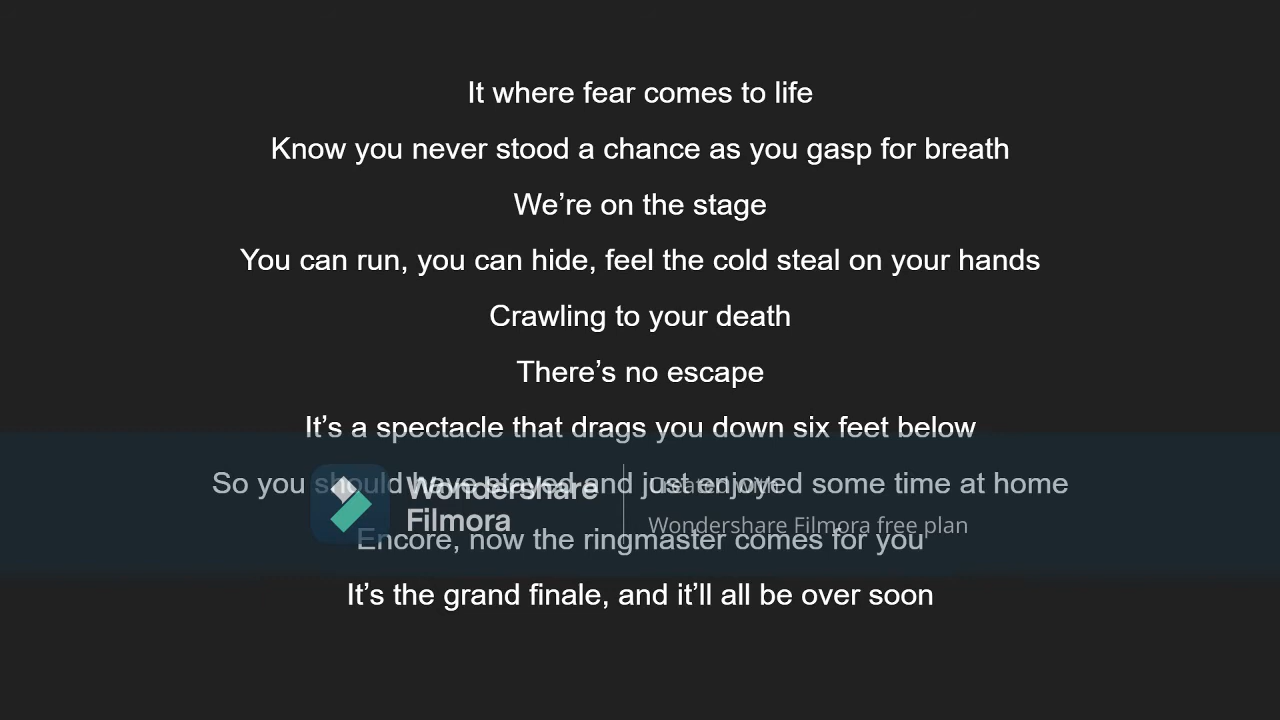 It where fear comes to life
Know you never stood a chance as you gasp for breath
We’re on the stage
You can run, you can hide, feel the cold steal on your hands
Crawling to your death
There’s no escape
It’s a spectacle that drags you down six feet below
So you should have stayed and just enjoyed some time at home
Wondershare
Filmora
Created with
Wondershare Filmora free plan
Encore, now the ringmaster comes for you
It’s the grand finale, and it’ll all be over soon